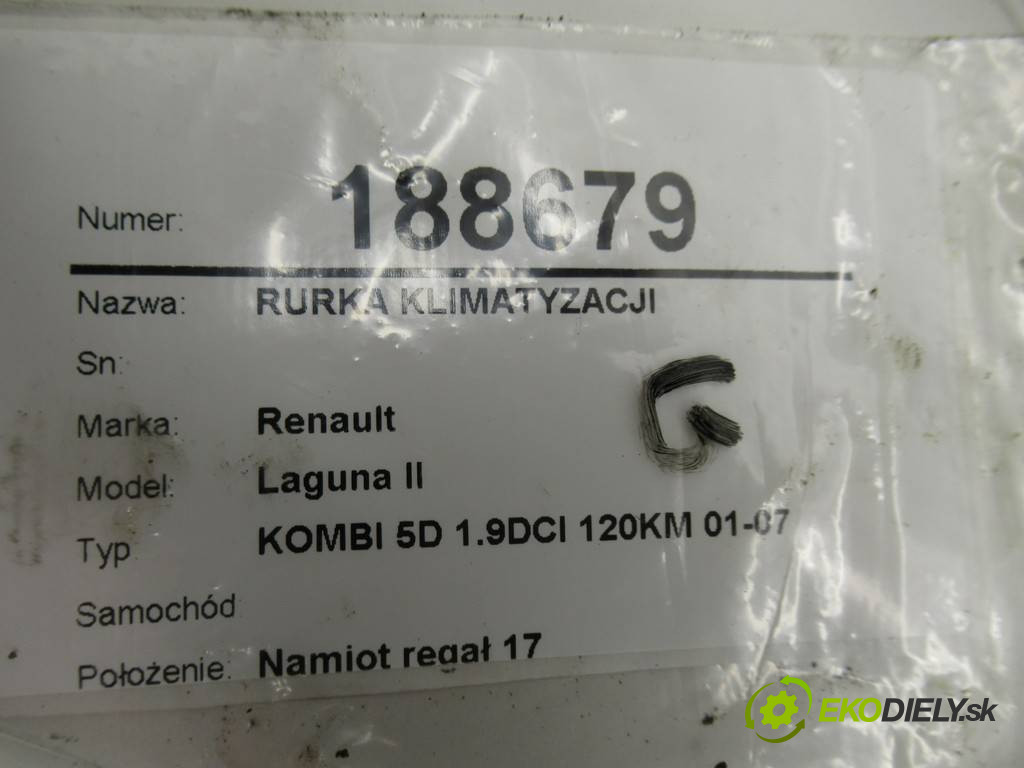 Numer: 188679
Nazwa: RURKA KLIMATYZACJI
Sn:
Marka: Renault
Model: Laguna II
Typ KOMBI 5D 1.9DCI 120KM 01-07
Samochód
Położenie: Namiot regał 17
G
EKODIELY.sk